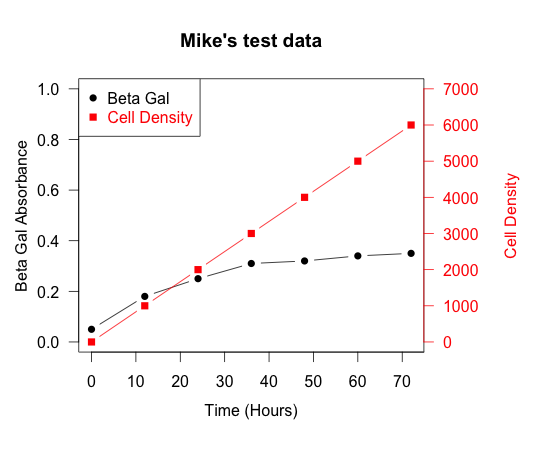 Mike's test data
Beta Gal
Cell Density
Beta Gal Absorbance
1.0
0.8
0.6
0.4
0.2
0.0
7000
6000
5000
4000
3000
2000
1000
0
Cell Density
0 10 20 30 40 50 60 70
Time (Hours)